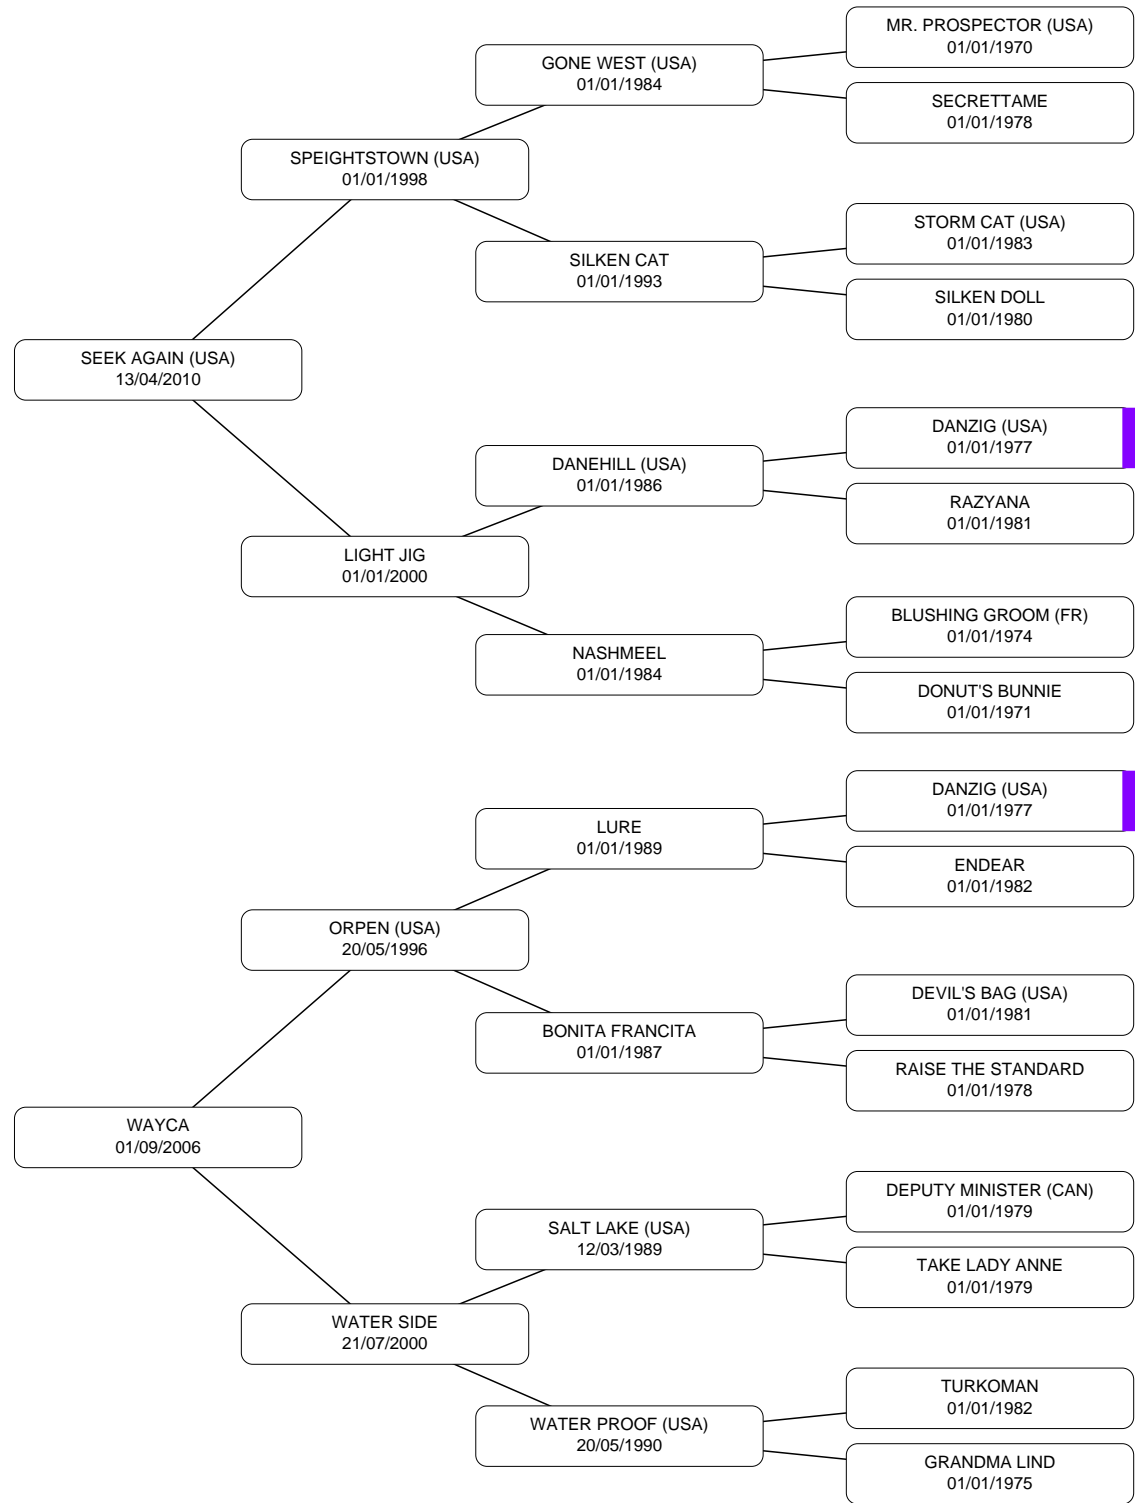 MR. PROSPECTOR (USA)
01/01/1970
GONE WEST (USA)
01/01/1984
SECRETTAME
01/01/1978
SPEIGHTSTOWN (USA)
01/01/1998
STORM CAT (USA)
01/01/1983
SILKEN CAT
01/01/1993
SILKEN DOLL
01/01/1980
SEEK AGAIN (USA)
13/04/2010
DANZIG (USA)
01/01/1977
DANEHILL (USA)
01/01/1986
RAZYANA
01/01/1981
LIGHT JIG
01/01/2000
BLUSHING GROOM (FR)
01/01/1974
NASHMEEL
01/01/1984
DONUT'S BUNNIE
01/01/1971
DANZIG (USA)
01/01/1977
LURE
01/01/1989
ENDEAR
01/01/1982
ORPEN (USA)
20/05/1996
DEVIL'S BAG (USA)
01/01/1981
BONITA FRANCITA
01/01/1987
RAISE THE STANDARD
01/01/1978
WAYCA
01/09/2006
DEPUTY MINISTER (CAN)
01/01/1979
SALT LAKE (USA)
12/03/1989
TAKE LADY ANNE
01/01/1979
WATER SIDE
21/07/2000
TURKOMAN
01/01/1982
WATER PROOF (USA)
20/05/1990
GRANDMA LIND
01/01/1975